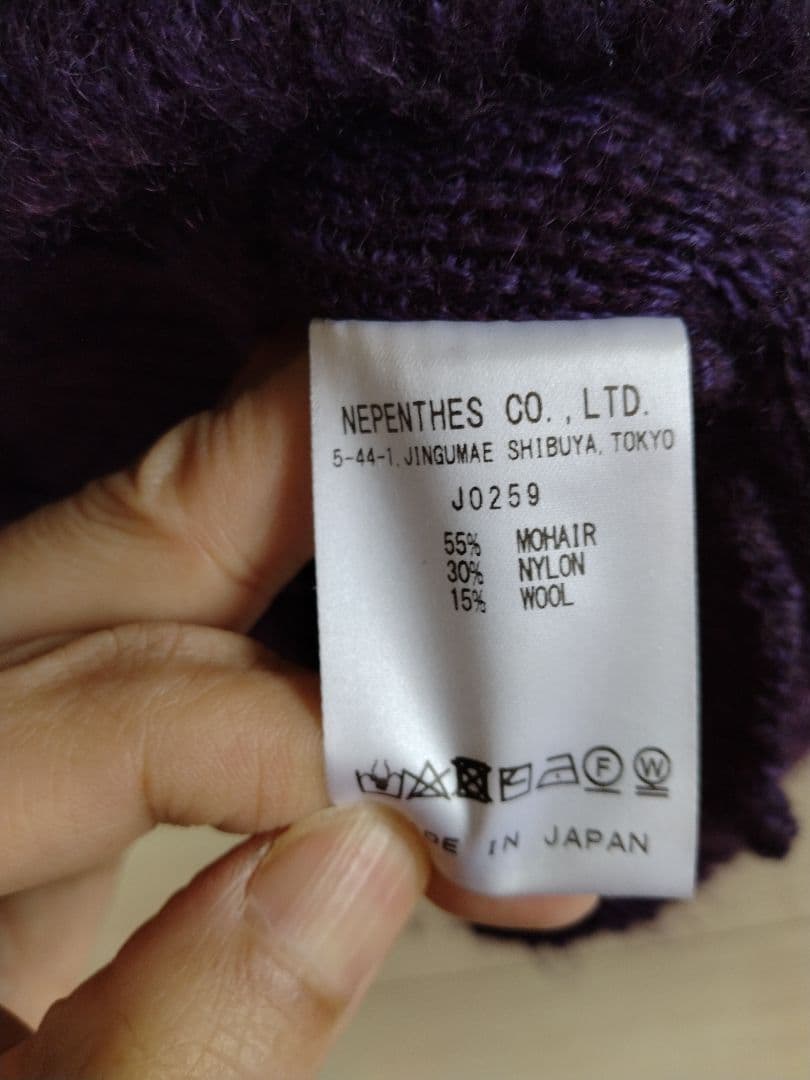 NEPENTHES CO.,LTD.
5-44-1,JINGUMAE SHIBUYA,TOKYO
J0259
55% MOHAIR
30% NYLON
15% WOOL
F W
IN JAPAN